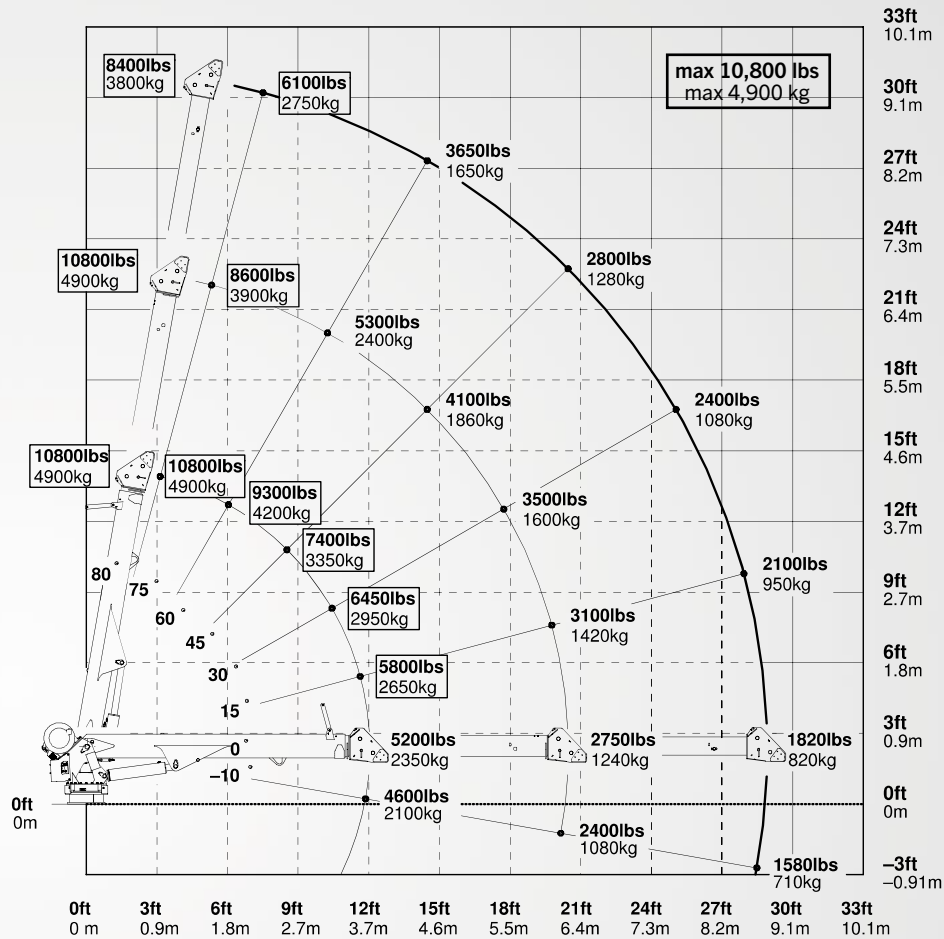 33ft
10.1m
8400lbs
3800kg
6100lbs
2750kg
max 10,800 lbs
max 4,900 kg
30ft
9.1m
3650lbs
1650kg
27ft
8.2m
24ft
7.3m
10800lbs
4900kg
8600lbs
3900kg
2800lbs
1280kg
21ft
6.4m
5300lbs
2400kg
18ft
5.5m
4100lbs
1860kg
2400lbs
1080kg
15ft
4.6m
10800lbs
4900kg
10800lbs
4900kg
9300lbs
4200kg
3500lbs
1600kg
12ft
3.7m
7400lbs
3350kg
80
75
2100lbs
950kg
9ft
2.7m
6450lbs
2950kg
60
45
3100lbs
1420kg
6ft
1.8m
30
5800lbs
2650kg
15
3ft
0.9m
0
5200lbs
2350kg
2750lbs
1240kg
1820lbs
820kg
–10
4600lbs
2100kg
0ft
0m
0ft
0m
2400lbs
1080kg
1580lbs
710kg
–3ft
–0.91m
0ft 3ft 6ft 9ft 12ft 15ft 18ft 21ft 24ft 27ft 30ft 33ft
0 m 0.9m 1.8m 2.7m 3.7m 4.6m 5.5m 6.4m 7.3m 8.2m 9.1m 10.1m